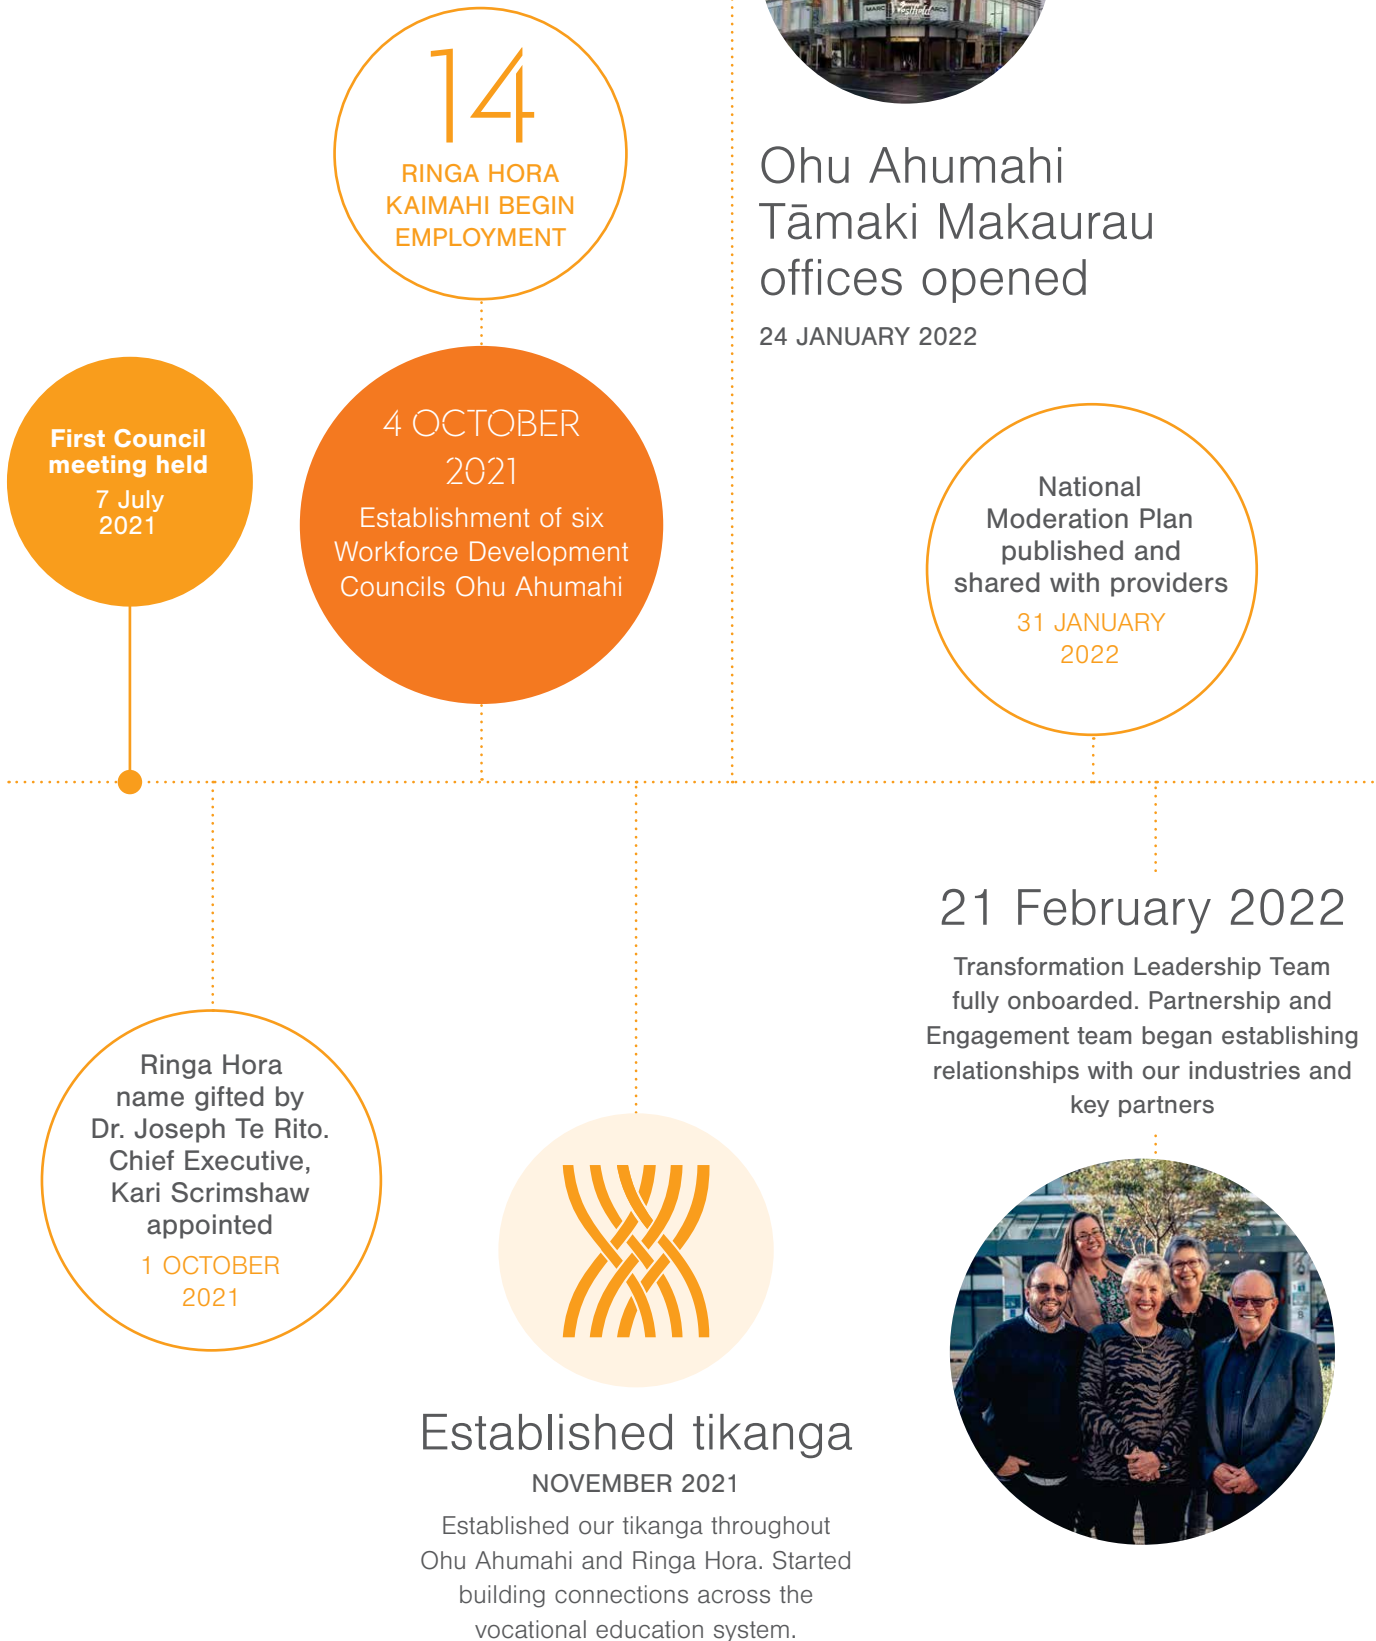 14
RINGA HORA
KAIMAHI BEGIN
EMPLOYMENT
Westfield
Ohu Ahumahi
Tāmaki Makaurau
offices opened
24 JANUARY 2022
First Council
meeting held
7 July
2021
4 OCTOBER
2021
Establishment of six
Workforce Development
Councils Ohu Ahumahi
National
Moderation Plan
published and
shared with providers
31 JANUARY
2022
Ringa Hora
name gifted by
Dr. Joseph Te Rito.
Chief Executive,
Kari Scrimshaw
appointed
1 OCTOBER
2021
Established tikanga
NOVEMBER 2021
Established our tikanga throughout
Ohu Ahumahi and Ringa Hora. Started
building connections across the
vocational education system.
21 February 2022
Transformation Leadership Team
fully onboarded. Partnership and
Engagement team began establishing
relationships with our industries and
key partners